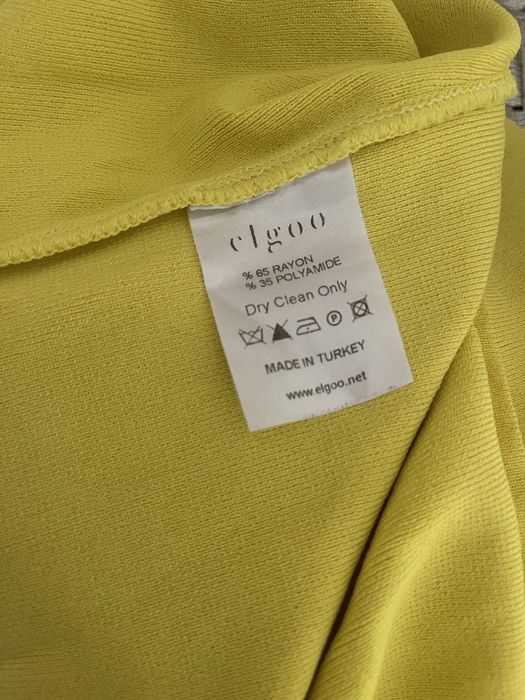 elgoo
% 65 RAYON
% 35 POLYAMIDE
Dry Clean Only
P
MADE IN TURKEY
www.elgoo.net